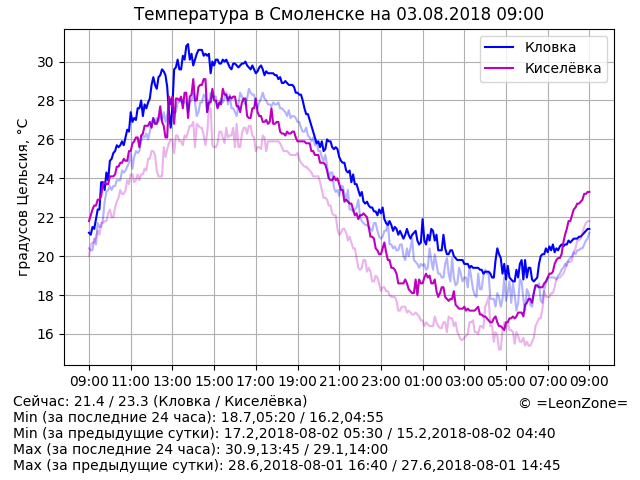 Температура в Смоленске на 03.08.2018 09:00
Кловка
Киселёвка
градусов Цельсия, °C
30
28
26
24
22
20
18
16
09:00 11:00 13:00 15:00 17:00 19:00 21:00 23:00 01:00 03:00 05:00 07:00 09:00
Сейчас: 21.4 / 23.3 (Кловка / Киселёвка)
© =LeonZone=
Min (за последние 24 часа): 18.7,05:20 / 16.2,04:55
Min (за предыдущие сутки): 17.2,2018-08-02 05:30 / 15.2,2018-08-02 04:40
Max (за последние 24 часа): 30.9,13:45 / 29.1,14:00
Max (за предыдущие сутки): 28.6,2018-08-01 16:40 / 27.6,2018-08-01 14:45